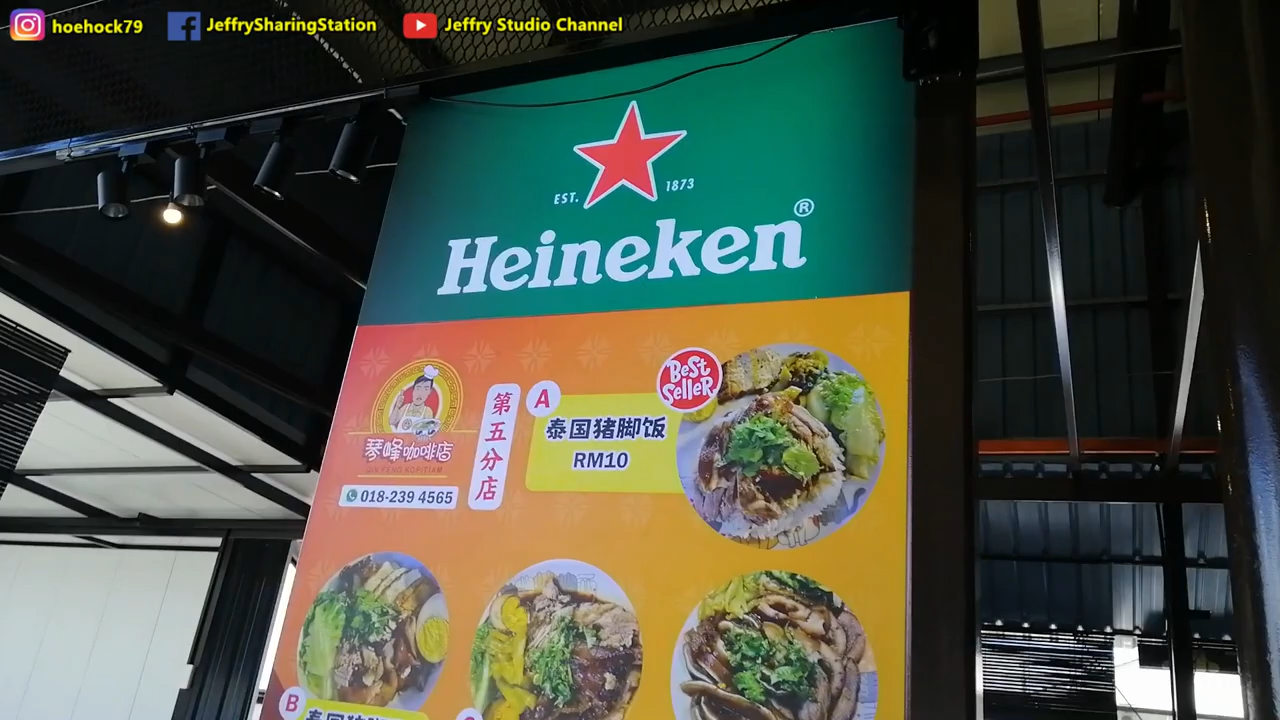 hoehock79
JeffrySharingStation
Jeffry Studio Channel
EST. 1873
Heineken®
BeSt
SelleR
A
泰国猪脚饭
RM10
第五分店
琴峰咖啡店
QIN FENG KOPITIAM
018-239 4565
B